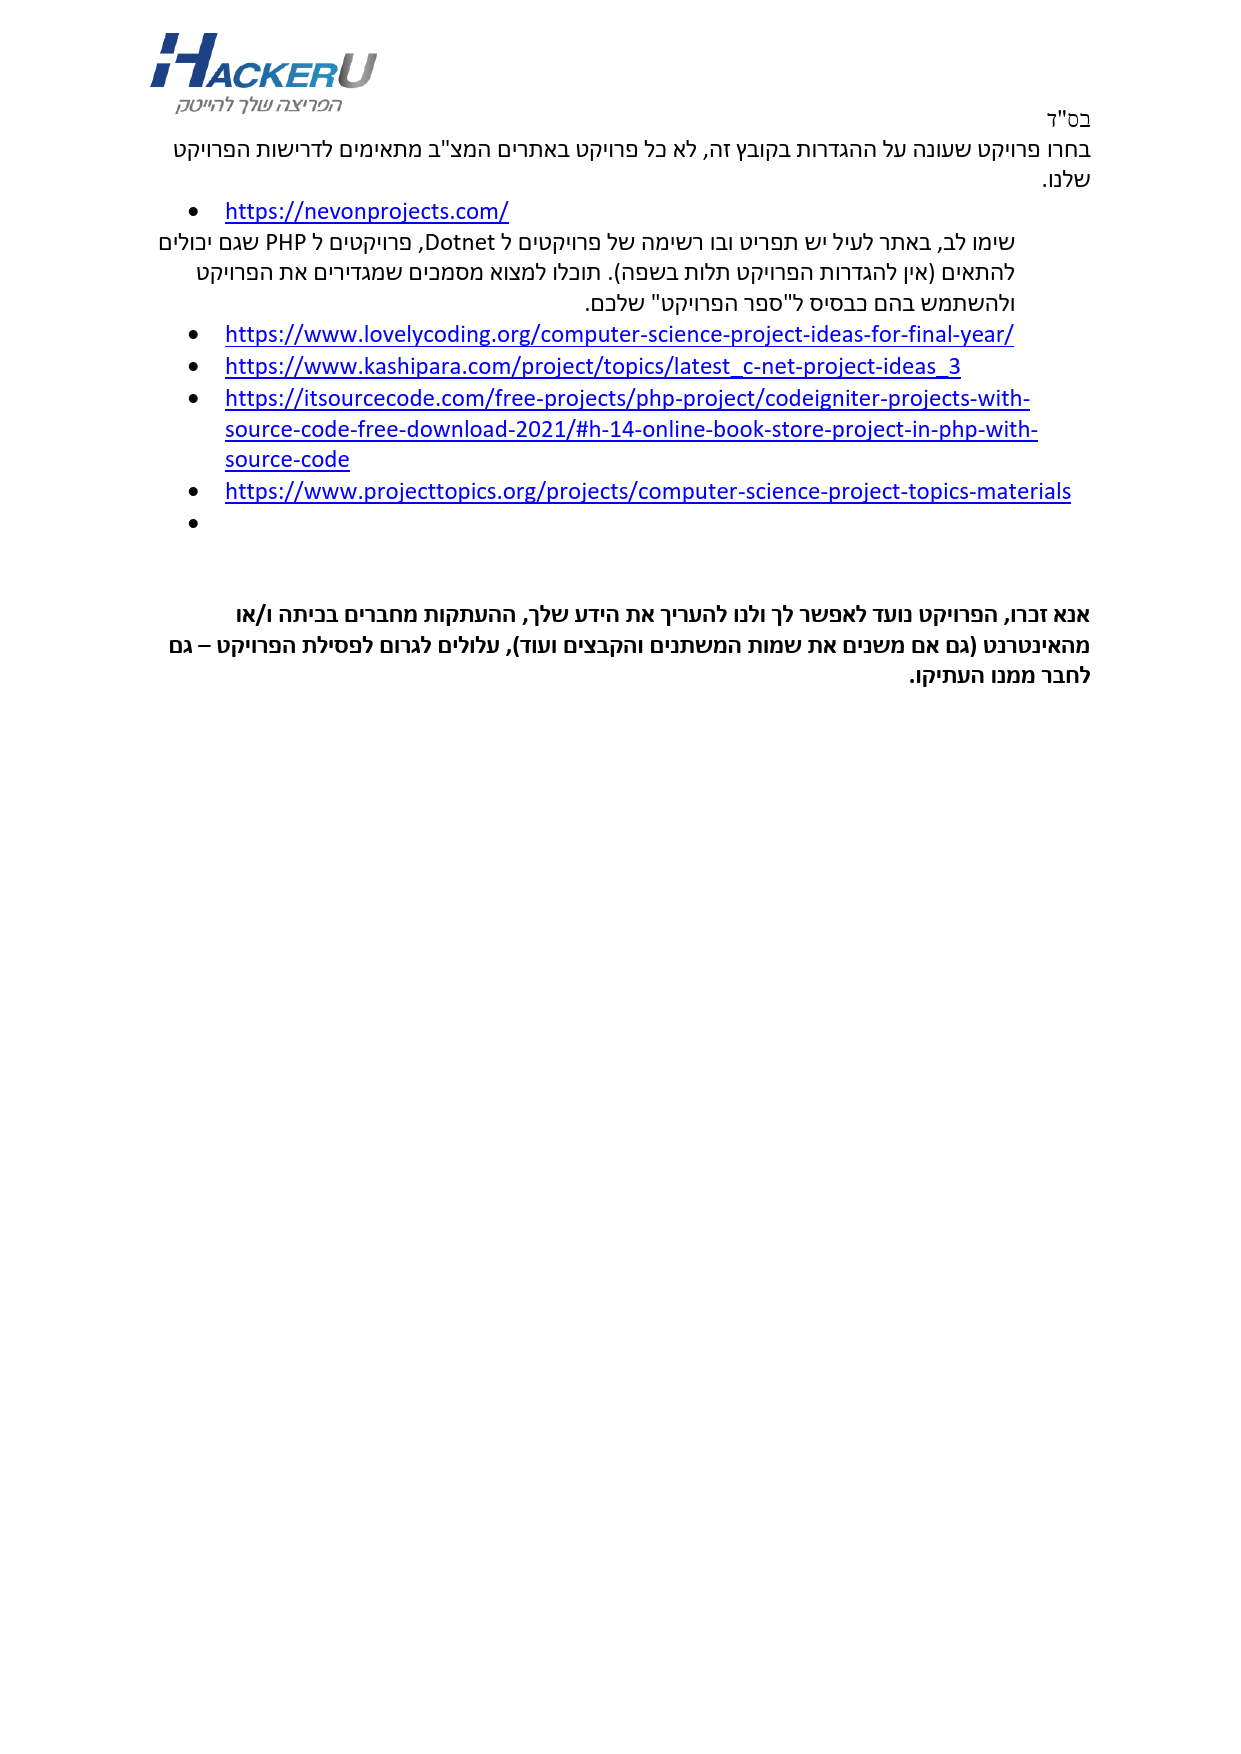 HACKERU
הפריצה שלך להייטק
בס"ד
בחרו פרויקט שעונה על ההגדרות בקובץ זה, לא כל פרויקט באתרים המצ"ב מתאימים לדרישות הפרויקט
שלנו.
• https://nevonprojects.com/
שימו לב, באתר לעיל יש תפריט ובו רשימה של פרויקטים ל Dotnet, פרויקטים ל PHP שגם יכולים
להתאים (אין להגדרות הפרויקט תלות בשפה). תוכלו למצוא מסמכים שמגדירים את הפרויקט
ולהשתמש בהם כבסיס ל"ספר הפרויקט" שלכם.
• https://www.lovelycoding.org/computer-science-project-ideas-for-final-year/
• https://www.kashipara.com/project/topics/latest_c-net-project-ideas_3
• https://itsourcecode.com/free-projects/php-project/codeigniter-projects-with-
source-code-free-download-2021/#h-14-online-book-store-project-in-php-with-
source-code
• https://www.projecttopics.org/projects/computer-science-project-topics-materials
•
אנא זכרו, הפרויקט נועד לאפשר לך ולנו להעריך את הידע שלך, ההעתקות מחברים בכיתה ו/או
מהאינטרנט (גם אם משנים את שמות המשתנים והקבצים ועוד), עלולים לגרום לפסילת הפרויקט – גם
לחבר ממנו העתיקו.